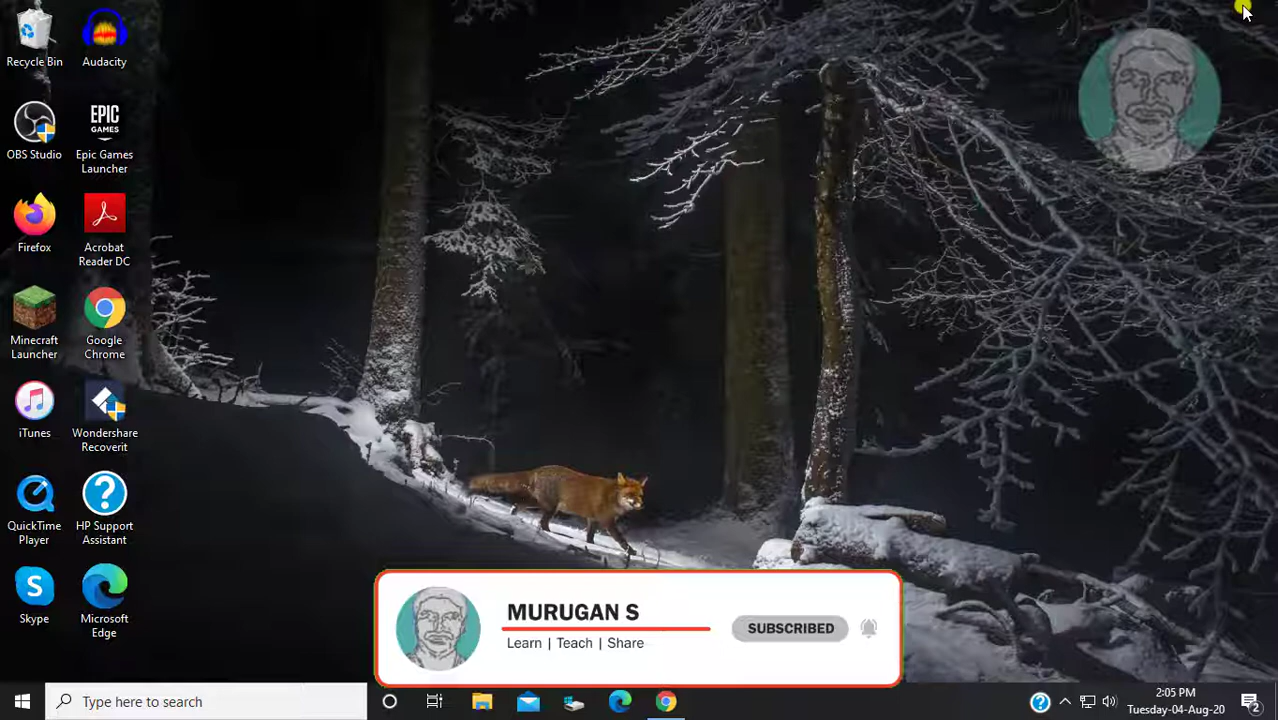 Recycle Bin
Audacity
OBS Studio
EPIC
GAMES
Epic Games
Launcher
Firefox
Acrobat
Reader DC
Minecraft
Launcher
Google
Chrome
iTunes
Wondershare
Recoverit
QuickTime
Player
HP Support
Assistant
S
Skype
Microsoft
Edge
MURUGAN S
Learn | Teach | Share
SUBSCRIBED
Type here to search
2:05 PM
Tuesday-04-Aug-20
2